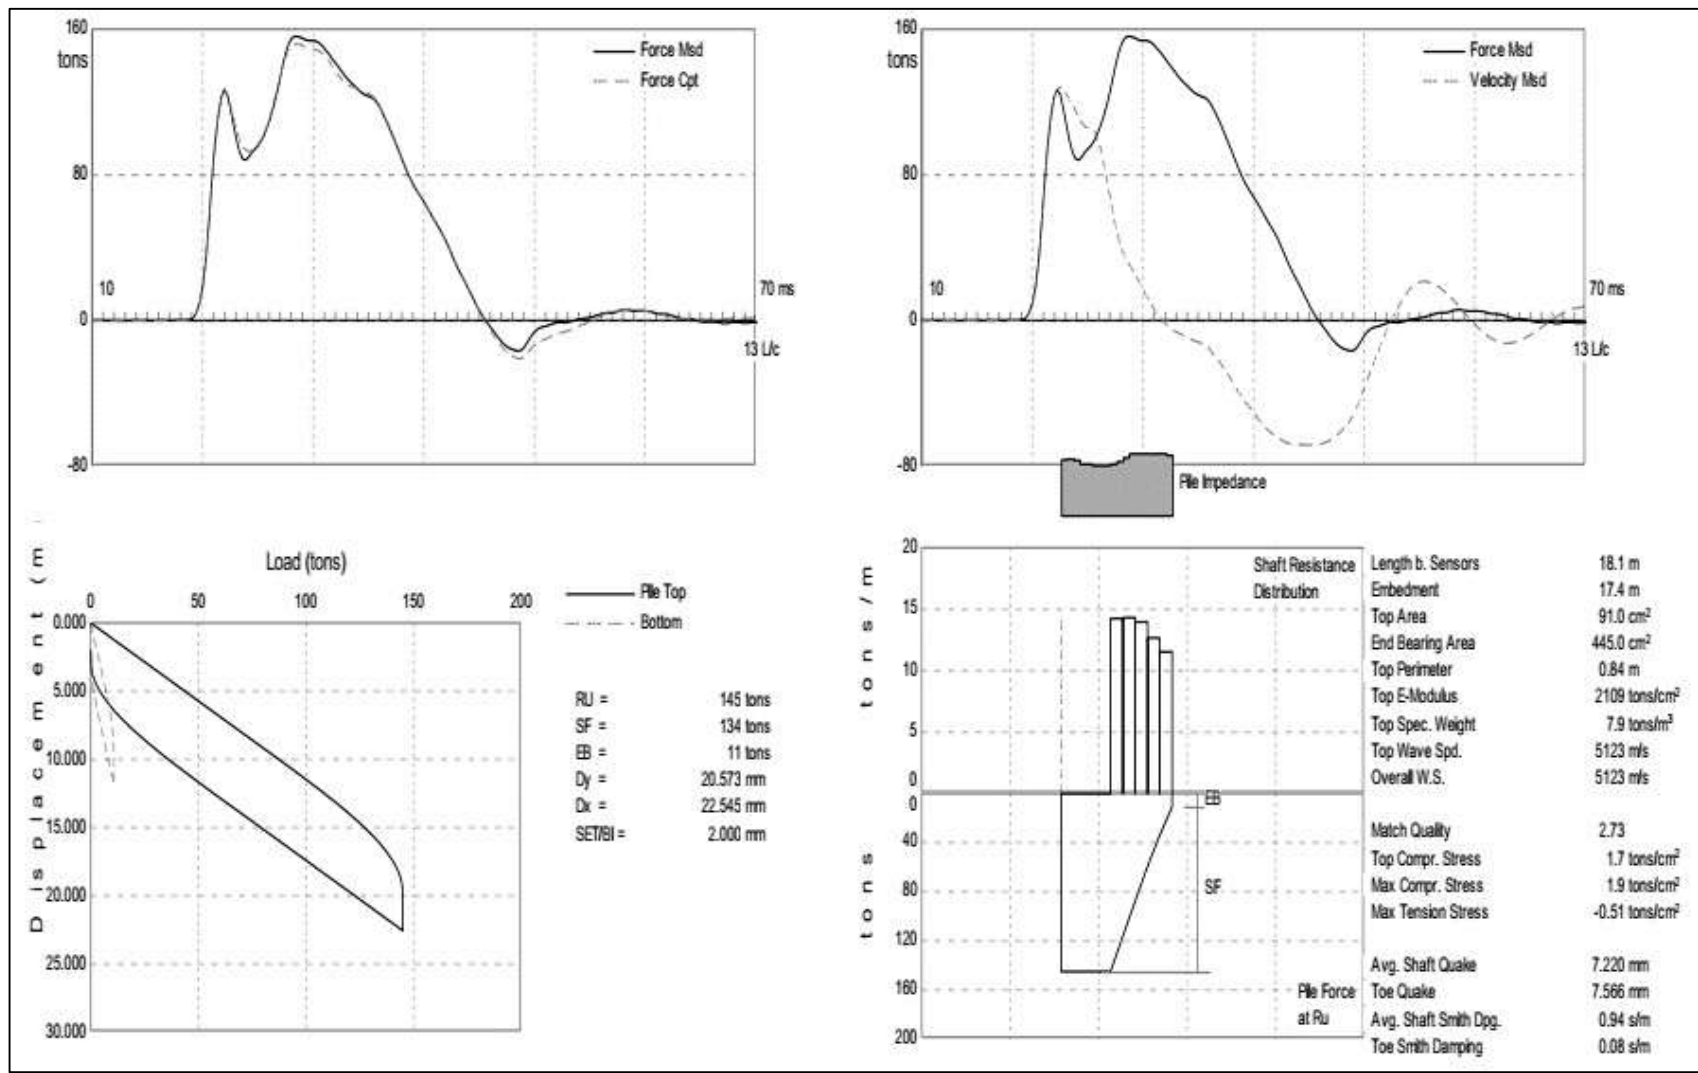 160
tons
80
0
-80
10
70 ms
13 L/c
Force Msd
Force Cpt
160
tons
80
0
-80
10
70 ms
13 L/c
Force Msd
Velocity Msd
Pile Impedance
Load (tons)
0 50 100 150 200
Displacement (m
0.000
5.000
10.000
15.000
20.000
25.000
30.000
Pile Top
Bottom
RU = 145 tons
SF = 134 tons
EB = 11 tons
Dy = 20.573 mm
Dx = 22.545 mm
SET/Bl = 2.000 mm
tons/m
20
15
10
5
0
Shaft Resistance
Distribution
tons
0
40
80
120
160
200
EB
SF
Pile Force
at Ru
Length b. Sensors 18.1 m
Embedment 17.4 m
Top Area 91.0 cm²
End Bearing Area 445.0 cm²
Top Perimeter 0.84 m
Top E-Modulus 2109 tons/cm²
Top Spec. Weight 7.9 tons/m³
Top Wave Spd. 5123 m/s
Overall W.S. 5123 m/s
Match Quality 2.73
Top Compr. Stress 1.7 tons/cm²
Max Compr. Stress 1.9 tons/cm²
Max Tension Stress -0.51 tons/cm²
Avg. Shaft Quake 7.220 mm
Toe Quake 7.566 mm
Avg. Shaft Smith Dpg. 0.94 s/m
Toe Smith Damping 0.08 s/m